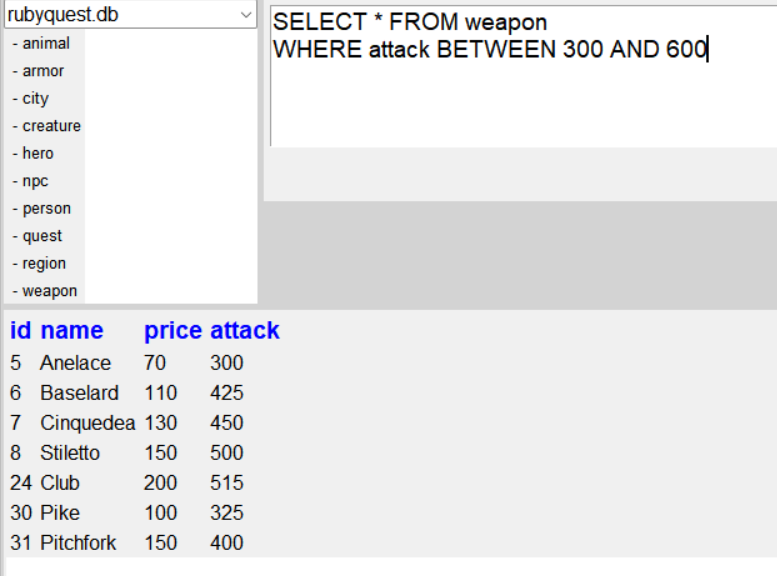 rubyquest.db
- animal
- armor
- city
- creature
- hero
- npc
- person
- quest
- region
- weapon
SELECT * FROM weapon
WHERE attack BETWEEN 300 AND 600
id name price attack
5 Anelace 70 300
6 Baselard 110 425
7 Cinquedea 130 450
8 Stiletto 150 500
24 Club 200 515
30 Pike 100 325
31 Pitchfork 150 400